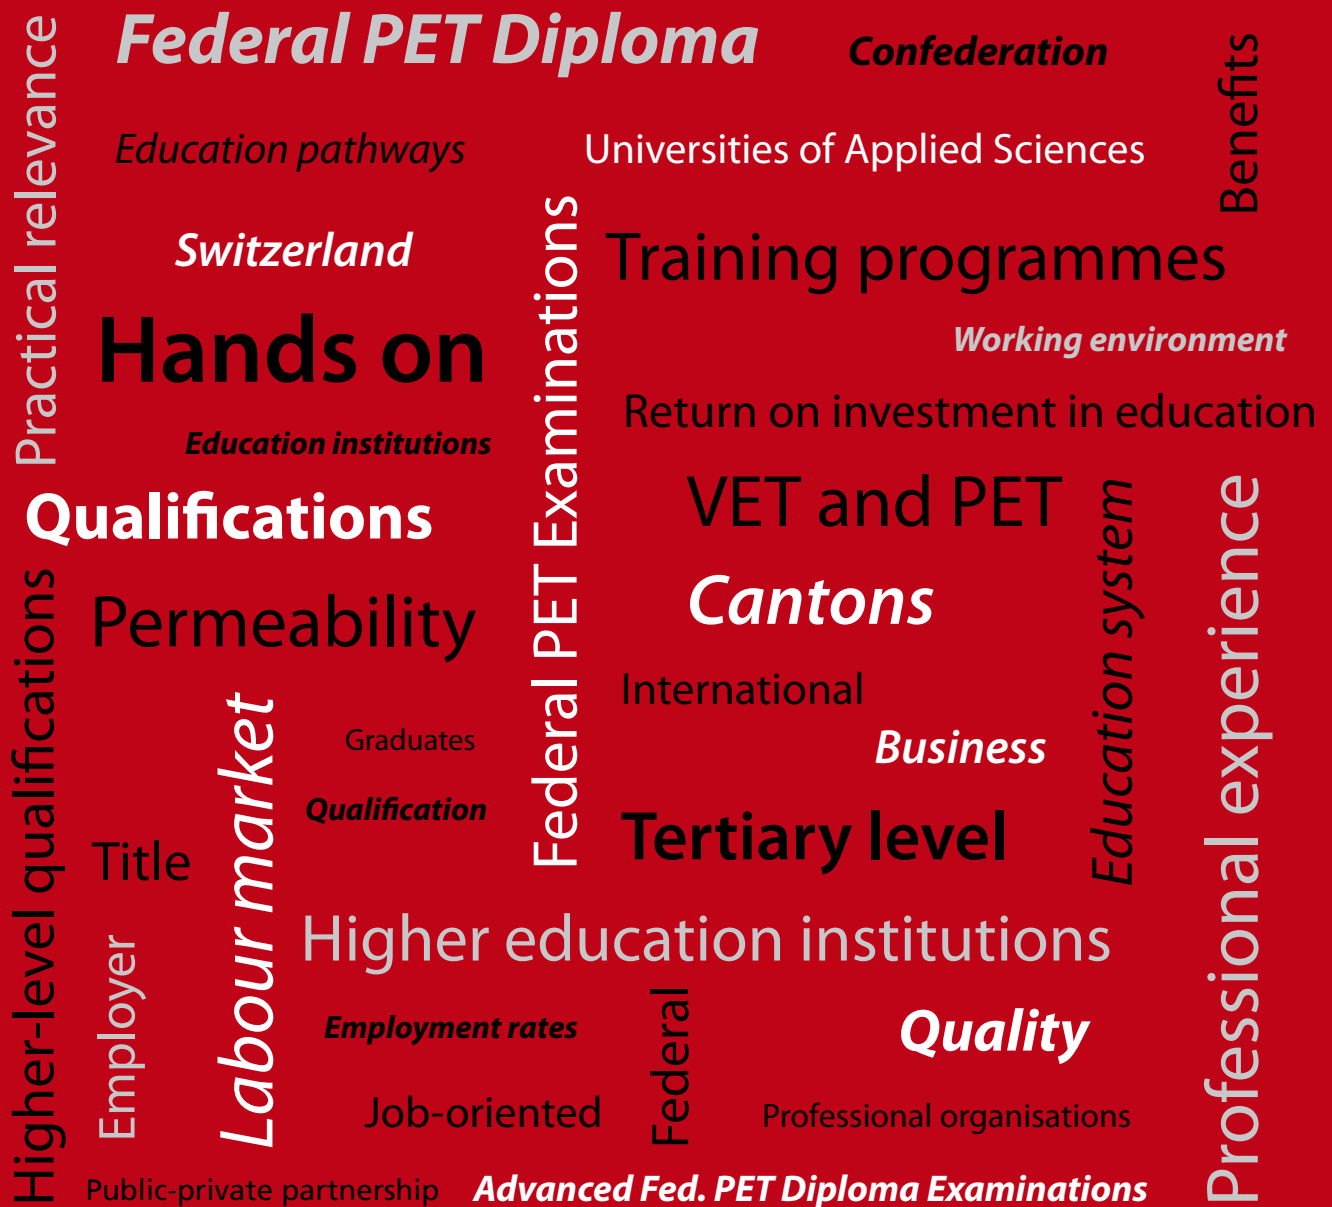 Federal PET Diploma
Confederation
Practical relevance
Benefits
Education pathways
Universities of Applied Sciences
Switzerland
Federal PET Examinations
Training programmes
Hands on
Working environment
Return on investment in education
Education institutions
Qualifications
VET and PET
Education system
Professional experience
Higher-level qualifications
Permeability
Cantons
International
Labour market
Graduates
Business
Qualification
Tertiary level
Title
Higher education institutions
Employer
Employment rates
Federal
Quality
Job-oriented
Professional organisations
Public-private partnership
Advanced Fed. PET Diploma Examinations